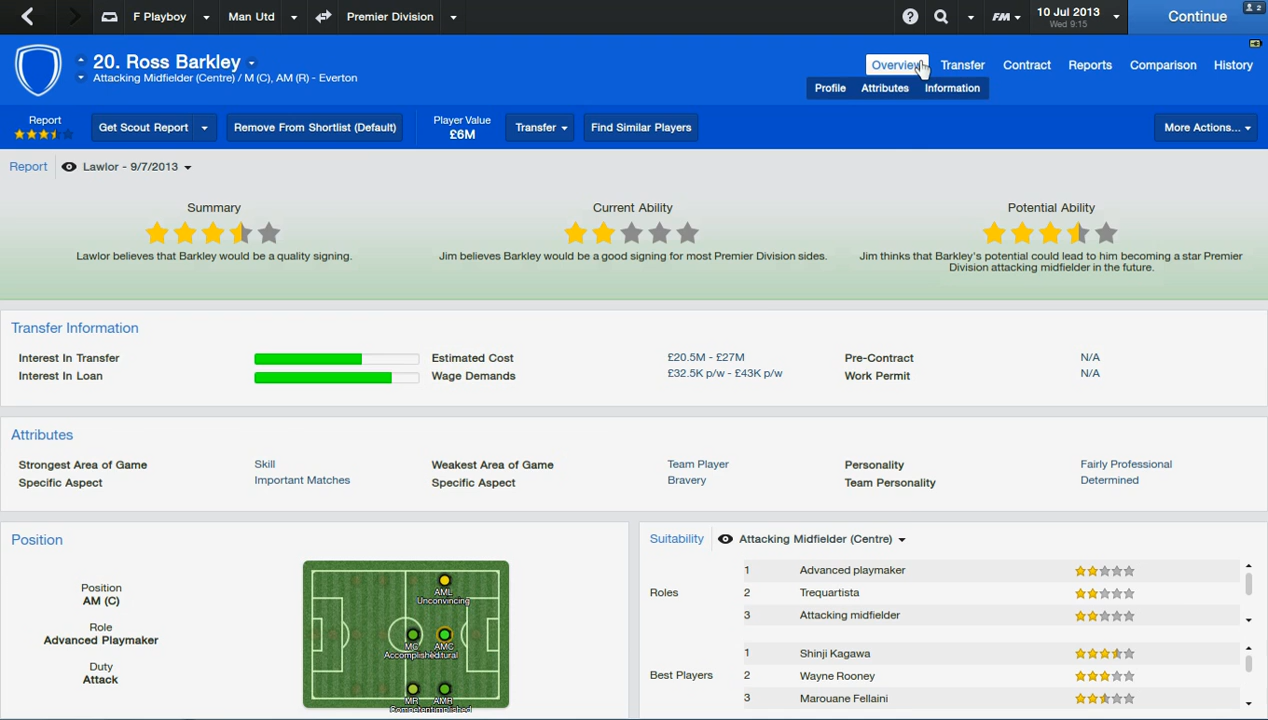 F Playboy
Man Utd
Premier Division
?
FM
10 Jul 2013
Wed 9:15
Continue
2
20. Ross Barkley
Attacking Midfielder (Centre) / M (C), AM (R) - Everton
Overview
Transfer
Contract
Reports
Comparison
History
Profile
Attributes
Information
Report
Get Scout Report
Remove From Shortlist (Default)
Player Value
£6M
Transfer
Find Similar Players
More Actions...
Report
Lawlor - 9/7/2013
Summary
Current Ability
Potential Ability
Lawlor believes that Barkley would be a quality signing.
Jim believes Barkley would be a good signing for most Premier Division sides.
Jim thinks that Barkley's potential could lead to him becoming a star Premier
Division attacking midfielder in the future.
Transfer Information
Interest In Transfer
Estimated Cost
£20.5M - £27M
Pre-Contract
N/A
Interest In Loan
Wage Demands
£32.5K p/w - £43K p/w
Work Permit
N/A
Attributes
Strongest Area of Game
Skill
Weakest Area of Game
Team Player
Personality
Fairly Professional
Specific Aspect
Important Matches
Specific Aspect
Bravery
Team Personality
Determined
Position
Position
AM (C)
Role
Advanced Playmaker
Duty
Attack
AML
Unconvincing
MC
AMC
Accomplished
MR
AMR
Suitability
Attacking Midfielder (Centre)
Roles
1 Advanced playmaker
2 Trequartista
3 Attacking midfielder
Best Players
1 Shinji Kagawa
2 Wayne Rooney
3 Marouane Fellaini